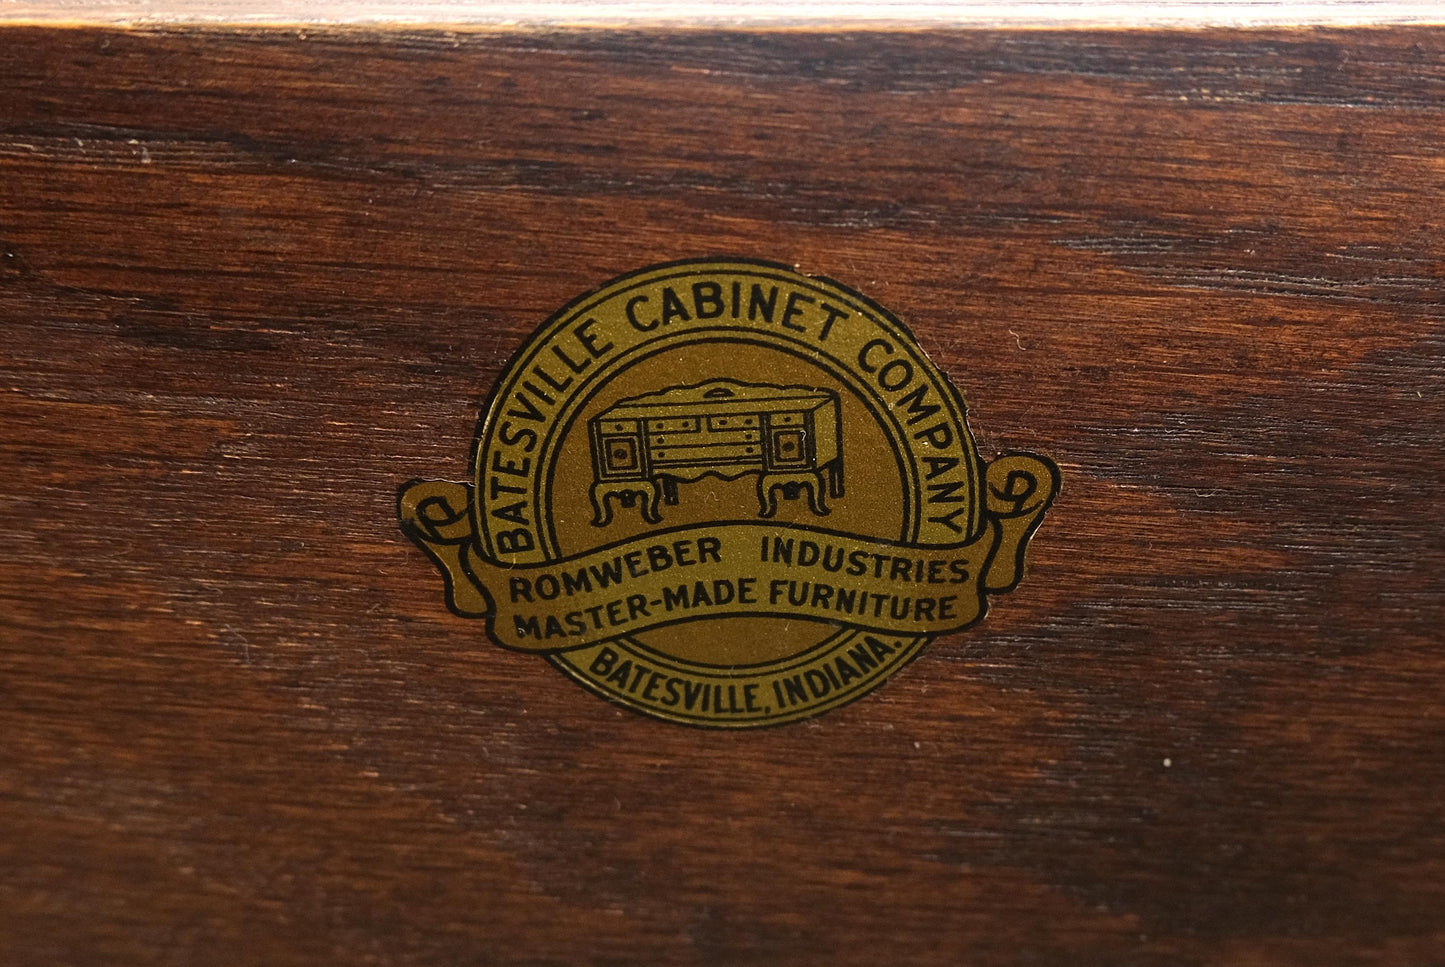 BATESVILLE CABINET COMPANY
ROMWEBER INDUSTRIES
MASTER-MADE FURNITURE
BATESVILLE, INDIANA.